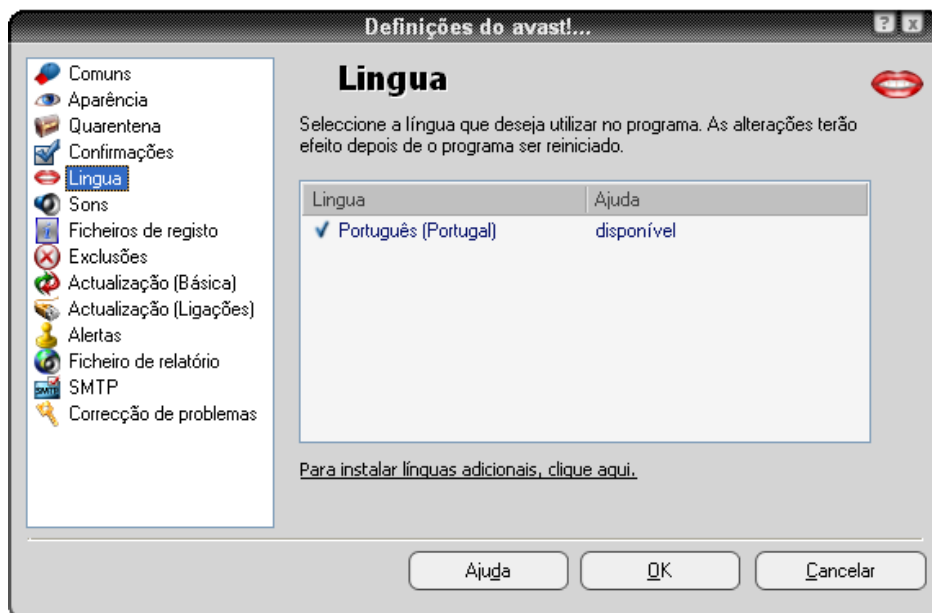 Definições do avast!...
Comuns
Aparência
Quarentena
Confirmações
Lingua
Sons
Ficheiros de registo
Exclusões
Actualização (Básica)
Actualização (Ligações)
Alertas
Ficheiro de relatório
SMTP
Correcção de problemas
Lingua
Seleccione a língua que deseja utilizar no programa. As alterações terão
efeito depois de o programa ser reiniciado.
Lingua Ajuda
Português (Portugal) disponível
Para instalar línguas adicionais, clique aqui.
Ajuda OK Cancelar